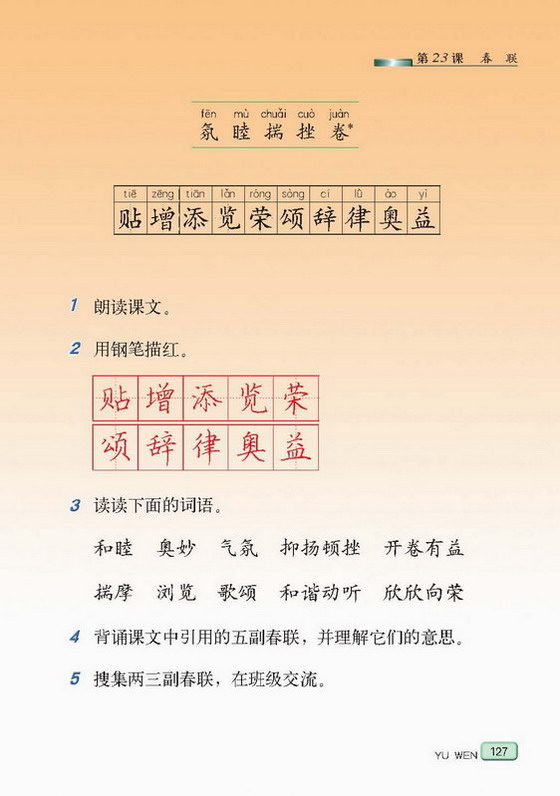 第23课 春 联
fēn mù chuǎi cuò juàn
氛 睦 揣 挫 卷*
tiē zēng tiān lǎn róng sòng cí lǜ ào yì
贴 增 添 览 荣 颂 辞 律 奥 益
1 朗读课文。
2 用钢笔描红。
贴 增 添 览 荣
颂 辞 律 奥 益
3 读读下面的词语。
和睦 奥妙 气氛 抑扬顿挫 开卷有益
揣摩 浏览 歌颂 和谐动听 欣欣向荣
4 背诵课文中引用的五副春联，并理解它们的意思。
5 搜集两三副春联，在班级交流。
YU WEN 127